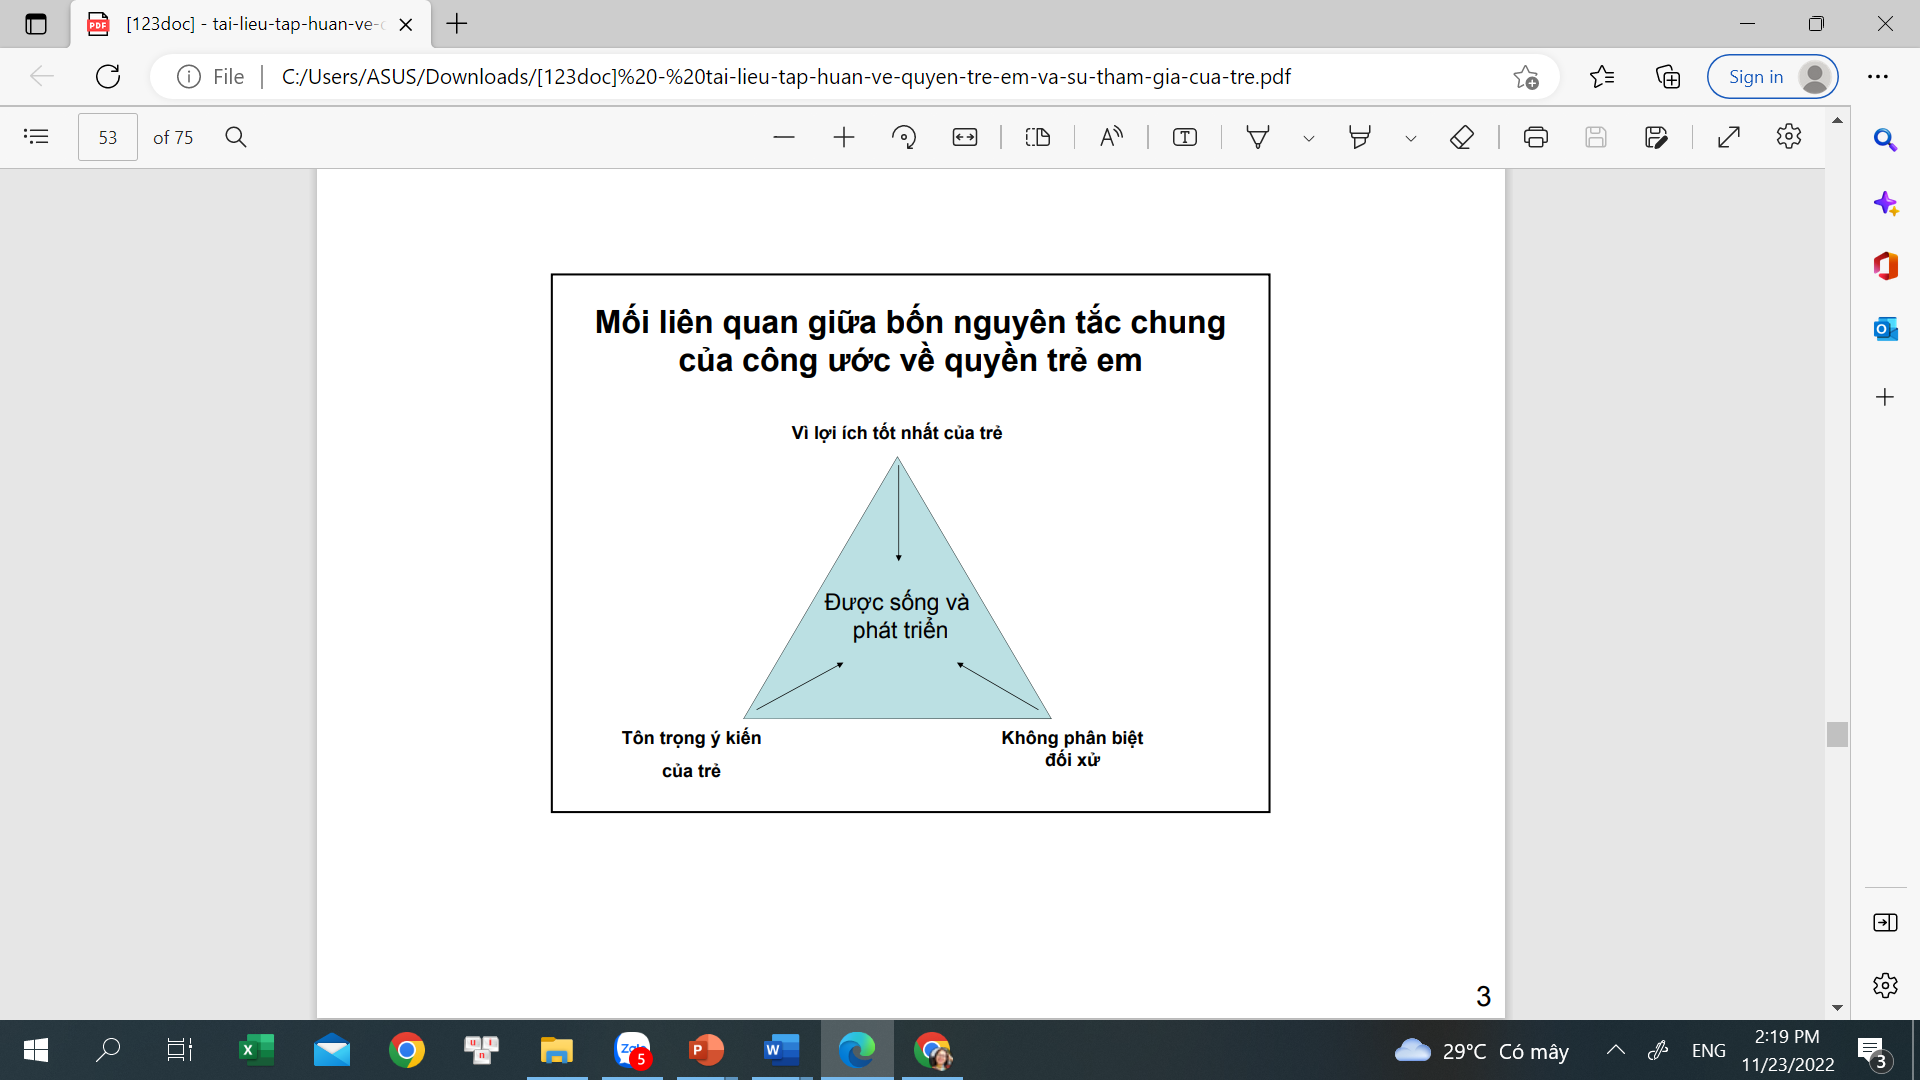 [123doc] - tai-lieu-tap-huan-ve-
File
C:/Users/ASUS/Downloads/[123doc]%20-%20tai-lieu-tap-huan-ve-quyen-tre-em-va-su-tham-gia-cua-tre.pdf
Sign in
53 of 75
Mối liên quan giữa bốn nguyên tắc chung
của công ước về quyền trẻ em
Vì lợi ích tốt nhất của trẻ
Được sống và
phát triển
Tôn trọng ý kiến
của trẻ
Không phân biệt
đối xử
3
29°C Có mây
ENG
2:19 PM
11/23/2022
3
5